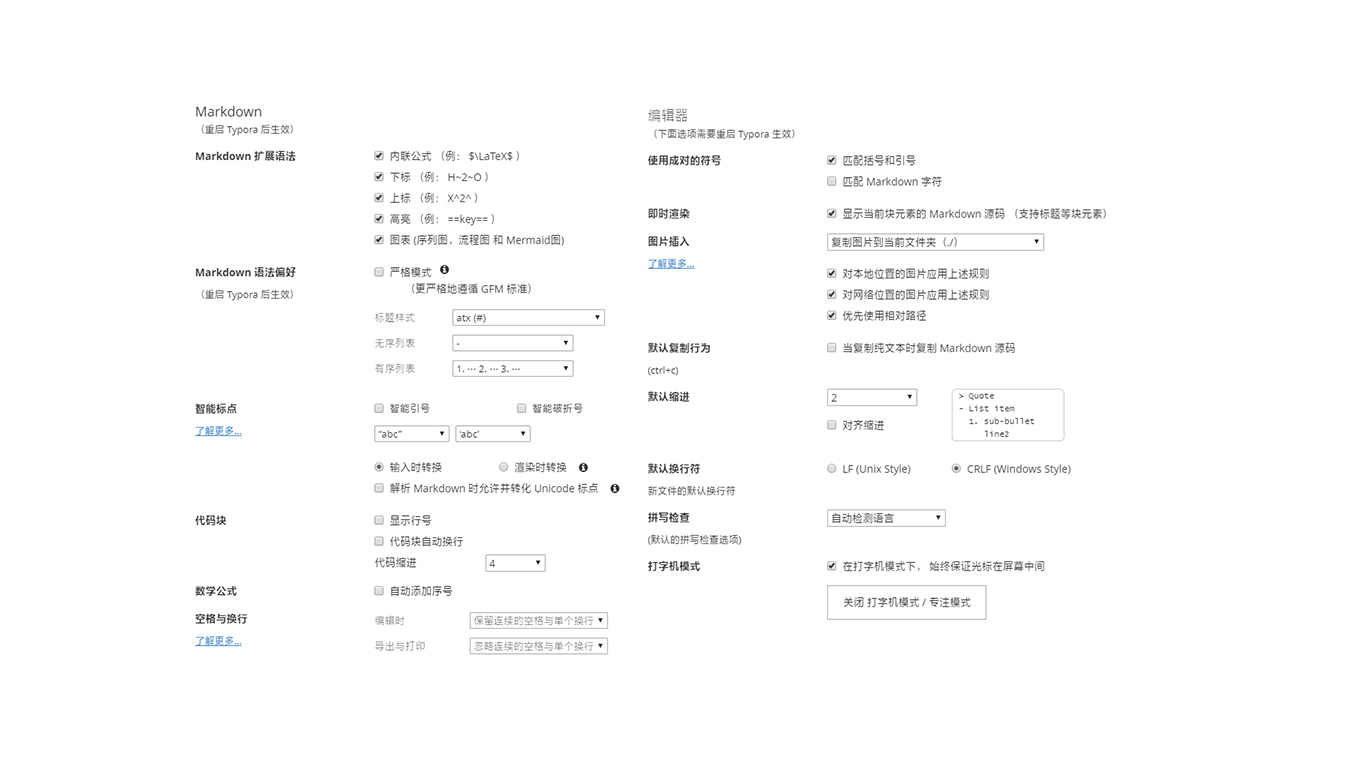 Markdown
（重启 Typora 后生效）
Markdown 扩展语法
内联公式 （例： $\LaTeX$ ）
下标 （例： H~2~O ）
上标 （例： X^2^ ）
高亮 （例： ==key== ）
图表 (序列图，流程图 和 Mermaid图)
Markdown 语法偏好
（重启 Typora 后生效）
严格模式
（更严格地遵循 GFM 标准）
标题样式
atx (#)
无序列表
-
有序列表
1. ··· 2. ··· 3. ···
智能标点
了解更多...
智能引号
智能破折号
“abc”
‘abc’
输入时转换
渲染时转换
解析 Markdown 时允许并转化 Unicode 标点
代码块
显示行号
代码块自动换行
代码缩进
4
数学公式
自动添加序号
空格与换行
了解更多...
编辑时
保留连续的空格与单个换行
导出与打印
忽略连续的空格与单个换行
编辑器
（下面选项需要重启 Typora 生效）
使用成对的符号
匹配括号和引号
匹配 Markdown 字符
即时渲染
显示当前块元素的 Markdown 源码 （支持标题等块元素）
图片插入
复制图片到当前文件夹（./）
了解更多...
对本地位置的图片应用上述规则
对网络位置的图片应用上述规则
优先使用相对路径
默认复制行为
(ctrl+c)
当复制纯文本时复制 Markdown 源码
默认缩进
2
对齐缩进
> Quote
- List item
1. sub-bullet
line2
默认换行符
新文件的默认换行符
LF (Unix Style)
CRLF (Windows Style)
拼写检查
(默认的拼写检查选项)
自动检测语言
打字机模式
在打字机模式下， 始终保证光标在屏幕中间
关闭 打字机模式 / 专注模式